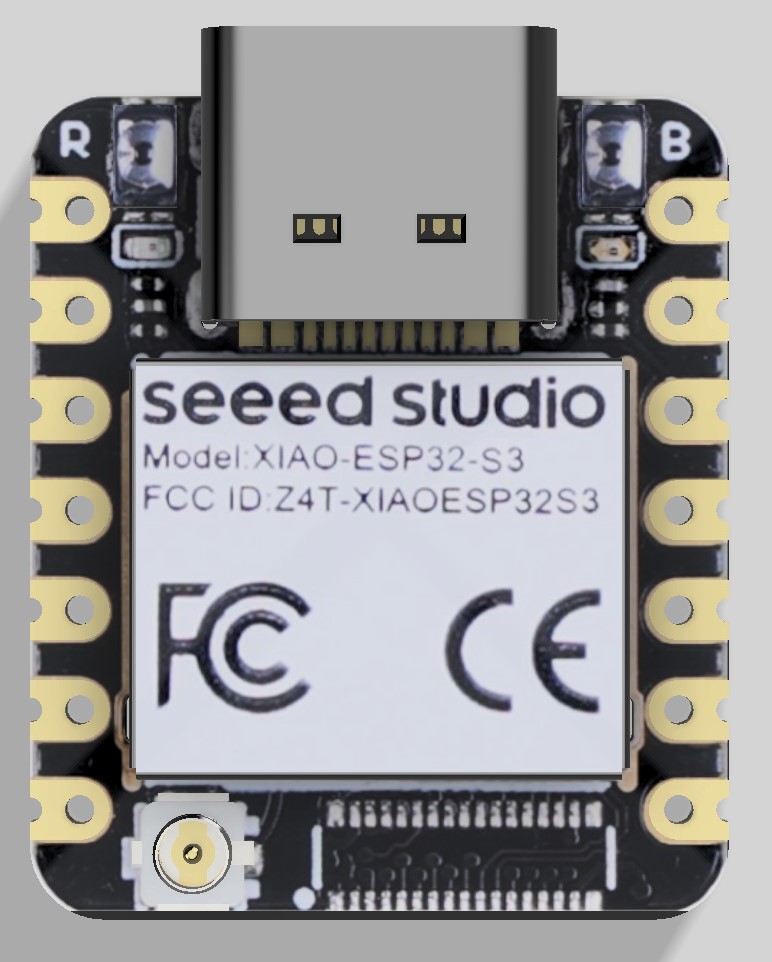 R B
seeed studio
Model:XIAO-ESP32-S3
FCC ID:Z4T-XIAOESP32S3
FC CE